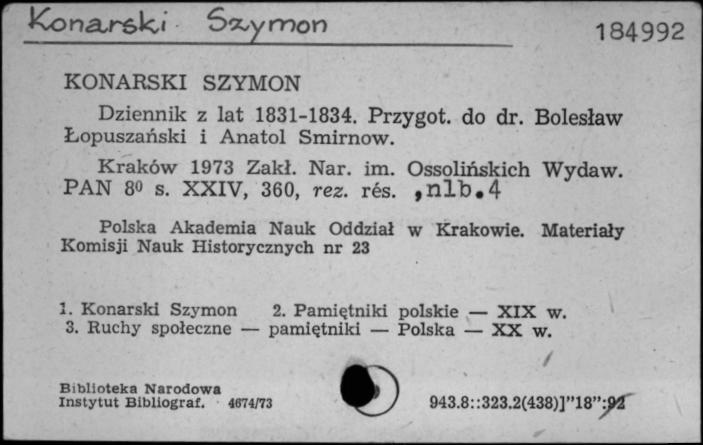 Konarski Szymon
184992
KONARSKI SZYMON
Dziennik z lat 1831-1834. Przygot. do dr. Bolesław
Łopuszański i Anatol Smirnow.
Kraków 1973 Zakł. Nar. im. Ossolińskich Wydaw.
PAN 8⁰ s. XXIV, 360, rez. rés. ,nlb.4
Polska Akademia Nauk Oddział w Krakowie. Materiały
Komisji Nauk Historycznych nr 23
1. Konarski Szymon 2. Pamiętniki polskie — XIX w.
3. Ruchy społeczne — pamiętniki — Polska — XX w.
Biblioteka Narodowa
Instytut Bibliograf. 4674/73
943.8::323.2(438)]"18":92